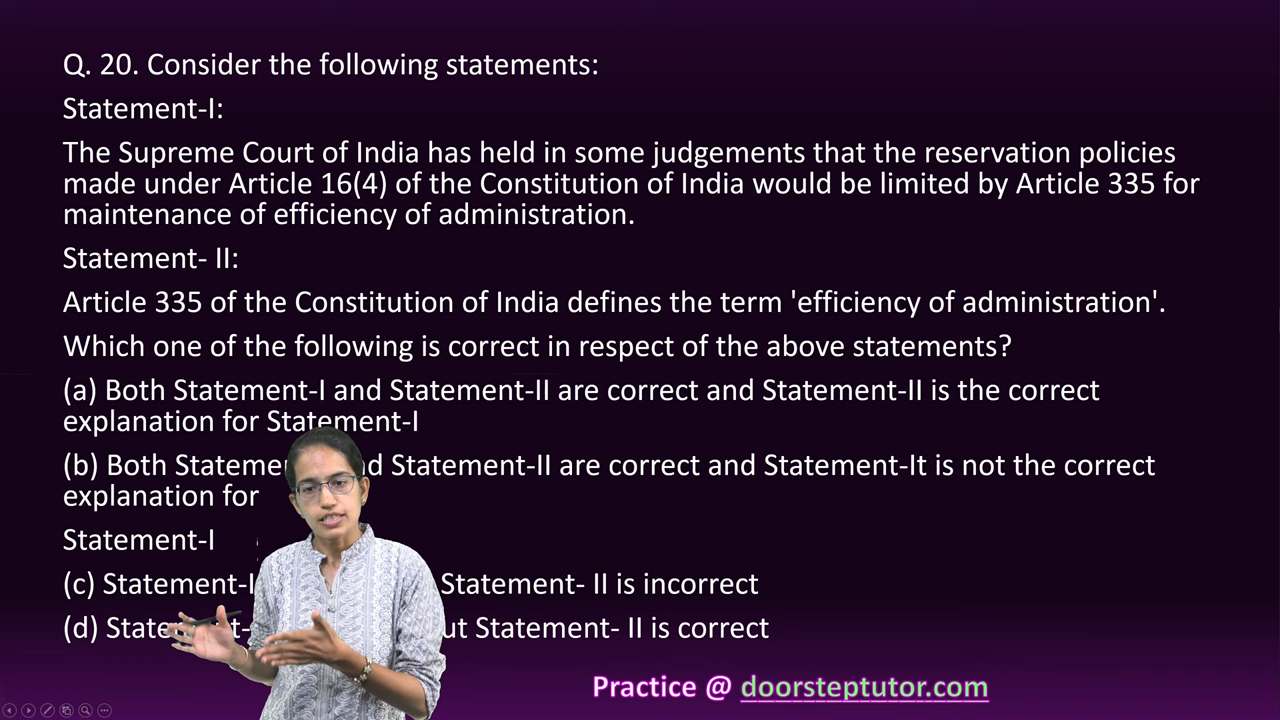 Q. 20. Consider the following statements:
Statement-I:
The Supreme Court of India has held in some judgements that the reservation policies
made under Article 16(4) of the Constitution of India would be limited by Article 335 for
maintenance of efficiency of administration.
Statement- II:
Article 335 of the Constitution of India defines the term 'efficiency of administration'.
Which one of the following is correct in respect of the above statements?
(a) Both Statement-I and Statement-II are correct and Statement-II is the correct
explanation for Statement-I
(b) Both Statement-II are correct and Statement-It is not the correct
explanation for
Statement-I
(c) Statement- II is incorrect
(d) Statement- II is correct
Practice @ doorsteptutor.com